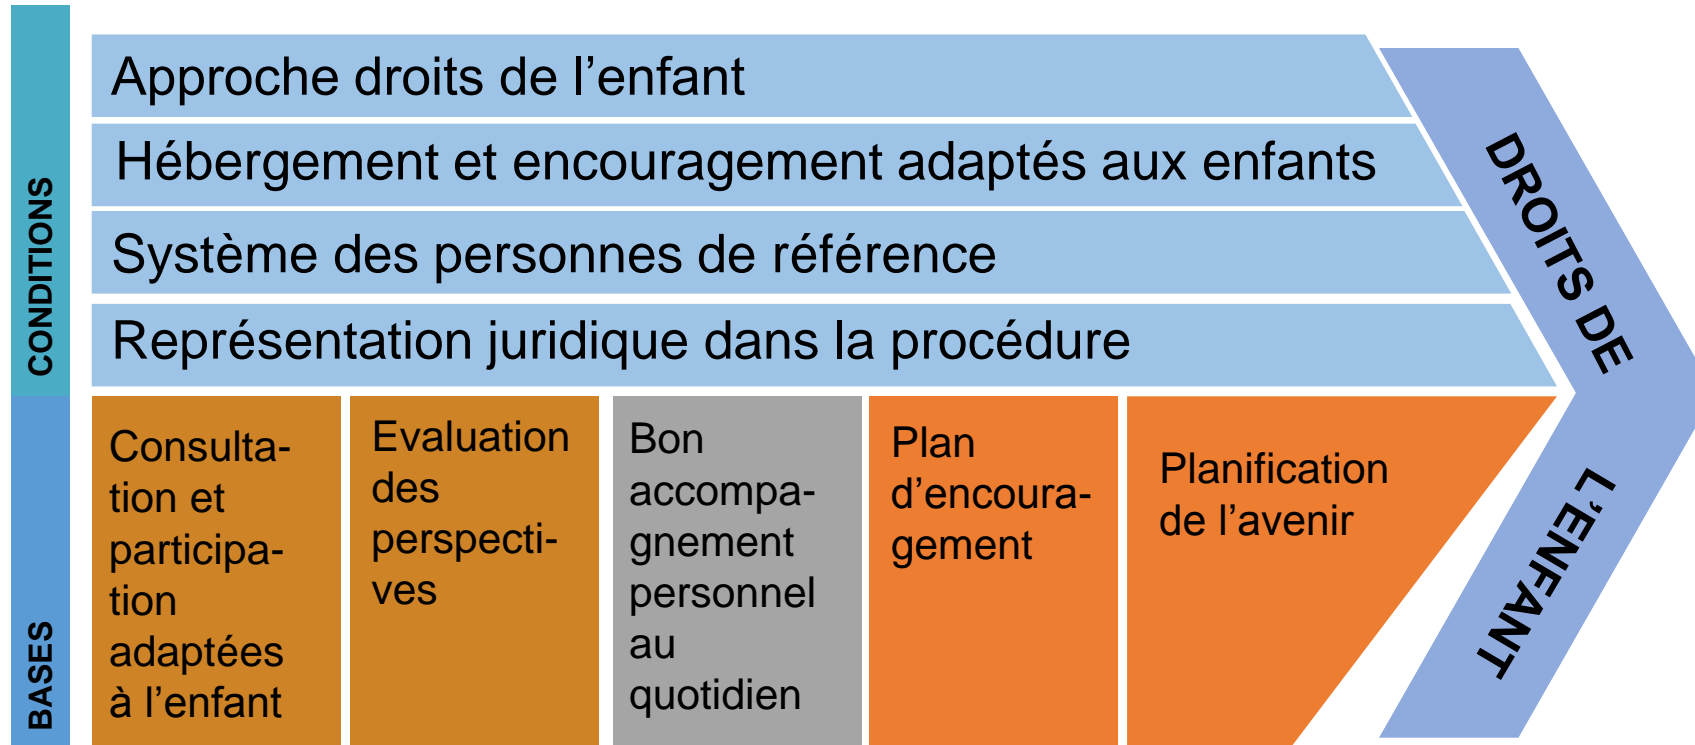 CONDITIONS
Approche droits de l’enfant
Hébergement et encouragement adaptés aux enfants
Système des personnes de référence
Représentation juridique dans la procédure
BASES
Consulta-
tion et
participa-
tion
adaptées
à l’enfant
Evaluation
des
perspecti-
ves
Bon
accompa-
gnement
personnel
au
quotidien
Plan
d’encoura-
gement
Planification
de l’avenir
DROITS DE
L’ENFANT